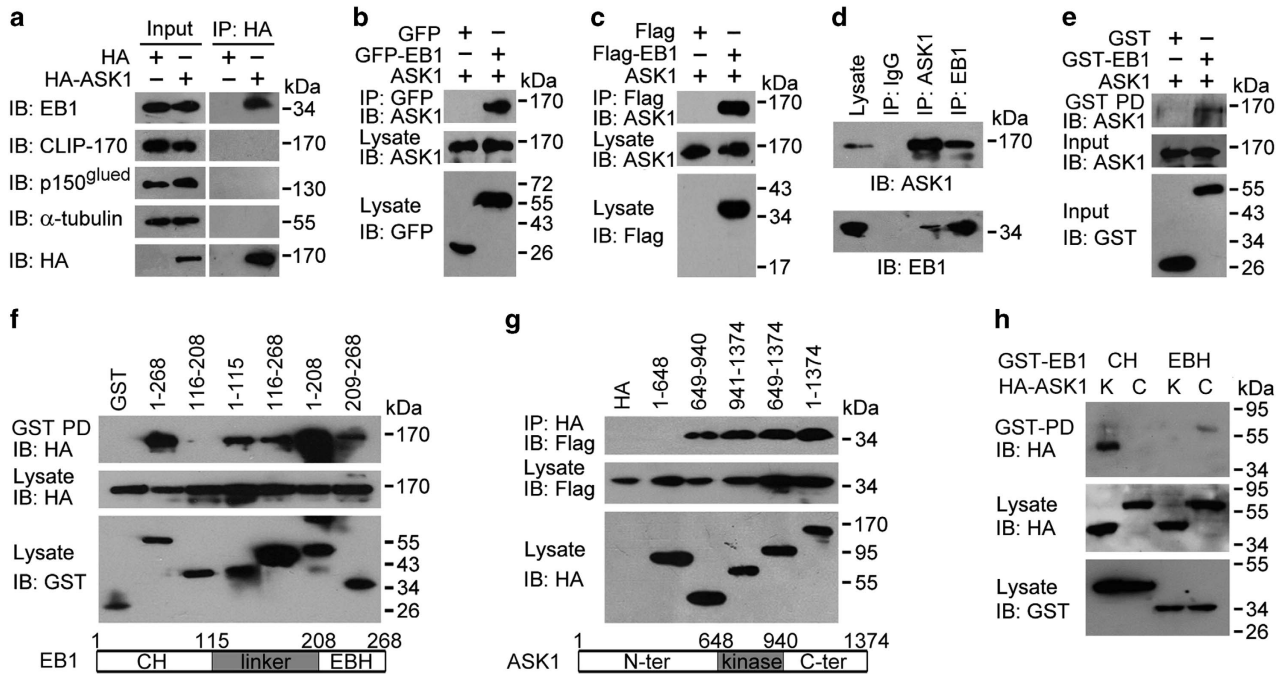 a
Input IP: HA
HA + − + −
HA-ASK1 − + − + kDa
IB: EB1 −34
IB: CLIP-170 −170
IB: p150glued −130
IB: α-tubulin −55
IB: HA −170
b
GFP + −
GFP-EB1 − +
ASK1 + + kDa
IP: GFP
IB: ASK1 −170
Lysate
IB: ASK1 −170
Lysate
IB: GFP
−72
−55
−43
−26
c
Flag + −
Flag-EB1 − +
ASK1 + + kDa
IP: Flag
IB: ASK1 −170
Lysate
IB: ASK1 −170
Lysate
IB: Flag
−43
−34
−17
d
Lysate
IP: IgG
IP: ASK1
IP: EB1
kDa
−170
IB: ASK1
−34
IB: EB1
e
GST + −
GST-EB1 − +
ASK1 + + kDa
GST PD
IB: ASK1 −170
Input
IB: ASK1 −170
Input
IB: GST
−55
−43
−34
−26
f
GST
1-268
116-208
1-115
116-268
1-208
209-268
kDa
GST PD
IB: HA −170
Lysate
IB: HA −170
Lysate
IB: GST
−55
−43
−34
−26
1 115 208 268
EB1 CH linker EBH
g
HA
1-648
649-940
941-1374
649-1374
1-1374
kDa
IP: HA
IB: Flag −34
Lysate
IB: Flag −34
Lysate
IB: HA
−170
−95
−55
1 648 940 1374
ASK1 N-ter kinase C-ter
h
GST-EB1 CH EBH
HA-ASK1 K C K C kDa
GST-PD
IB: HA
−95
−55
−34
Lysate
IB: HA
−95
−55
−34
Lysate
IB: GST
−55
−34
−26